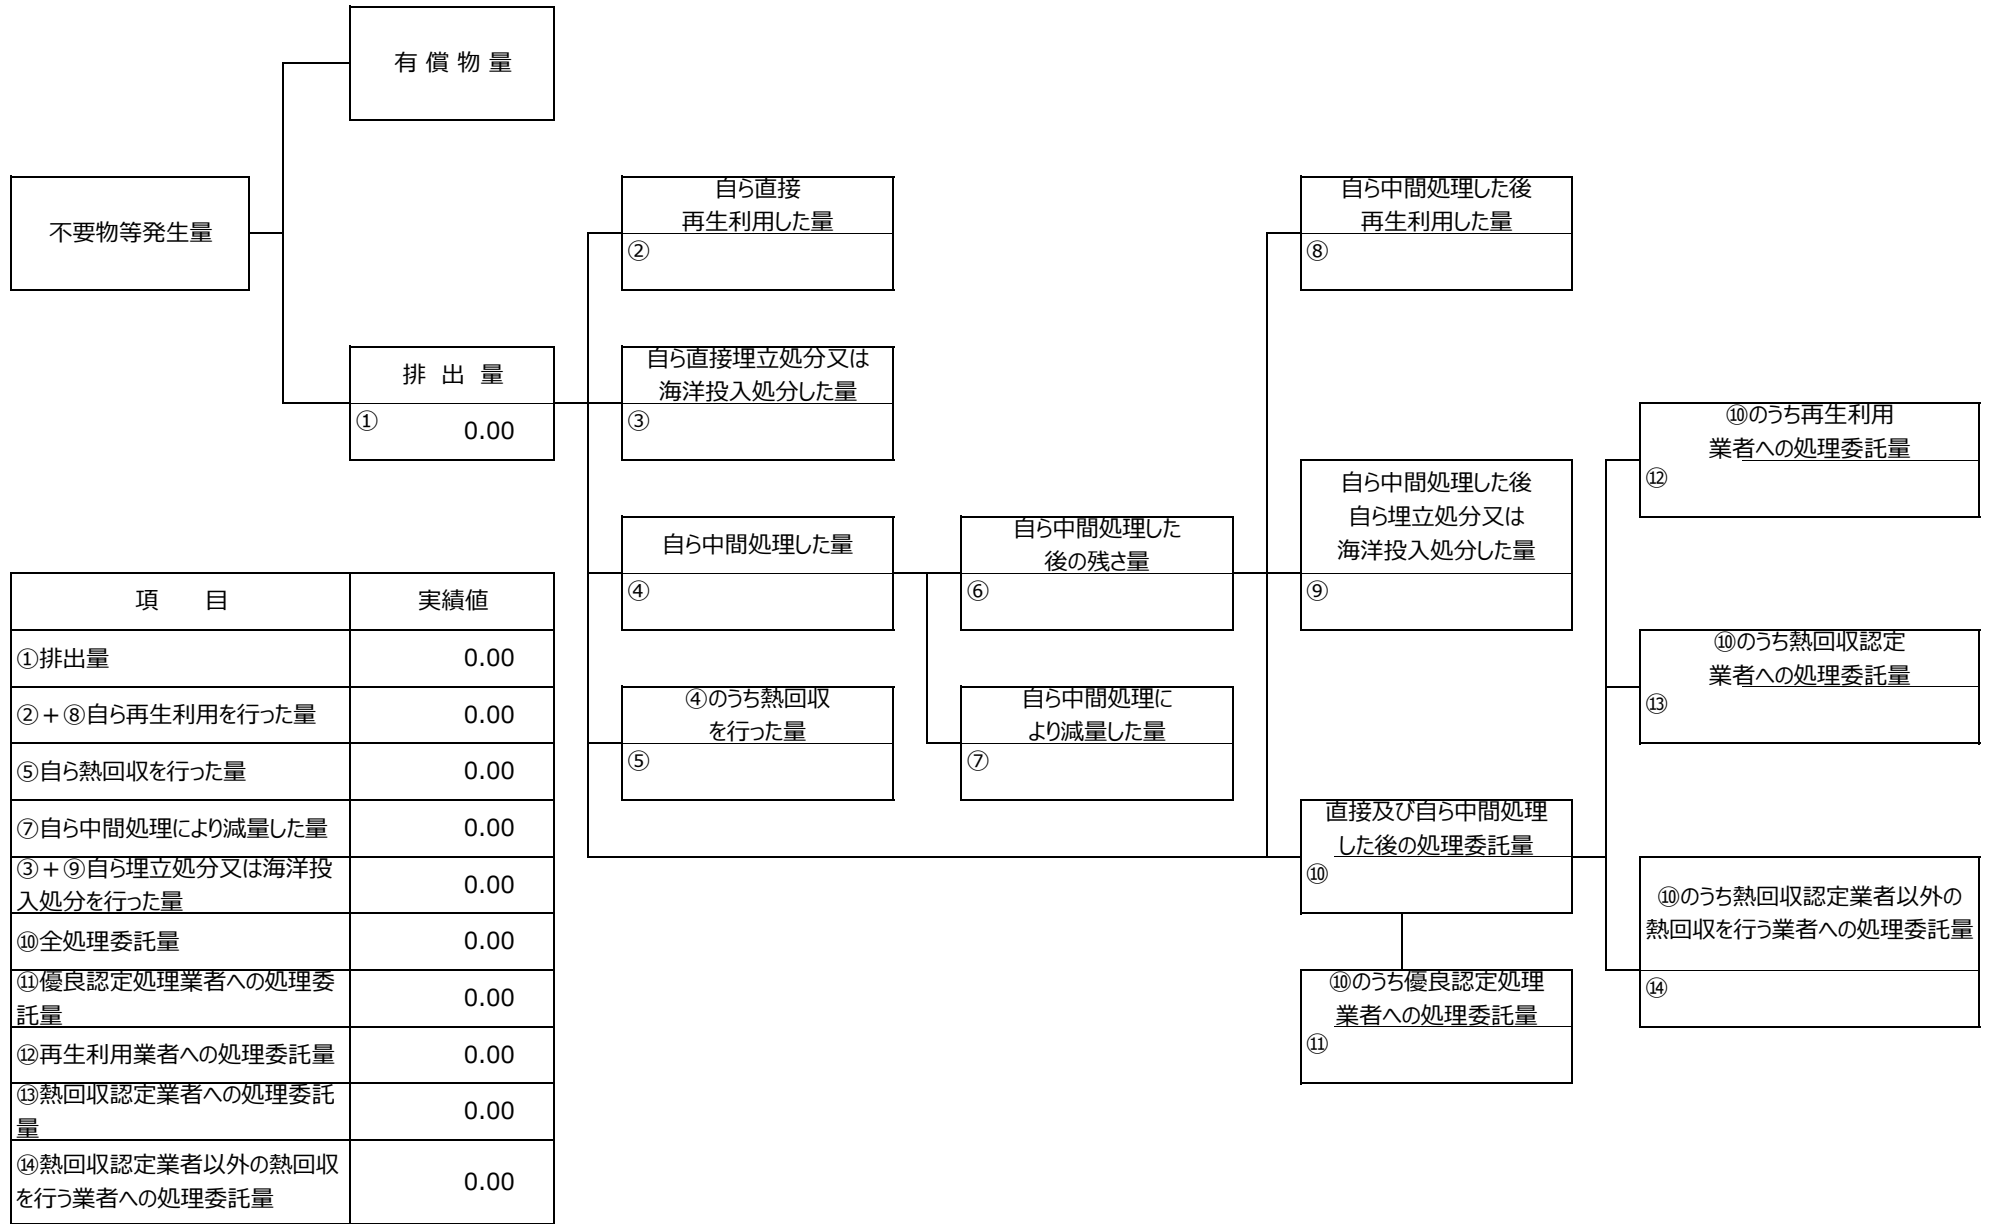 有 償 物 量
不要物等発生量
自ら直接
再生利用した量
②
自ら中間処理した後
再生利用した量
⑧
排 出 量
① 0.00
自ら直接埋立処分又は
海洋投入処分した量
③
⑩のうち再生利用
業者への処理委託量
⑫
自ら中間処理した量
④
自ら中間処理した
後の残さ量
⑥
自ら中間処理した後
自ら埋立処分又は
海洋投入処分した量
⑨
⑩のうち熱回収認定
業者への処理委託量
⑬
④のうち熱回収
を行った量
⑤
自ら中間処理に
より減量した量
⑦
直接及び自ら中間処理
した後の処理委託量
⑩
⑩のうち熱回収認定業者以外の
熱回収を行う業者への処理委託量
⑭
⑩のうち優良認定処理
業者への処理委託量
⑪
項 目 実績値
①排出量 0.00
②+⑧自ら再生利用を行った量 0.00
⑤自ら熱回収を行った量 0.00
⑦自ら中間処理により減量した量 0.00
③+⑨自ら埋立処分又は海洋投
入処分を行った量 0.00
⑩全処理委託量 0.00
⑪優良認定処理業者への処理委
託量 0.00
⑫再生利用業者への処理委託量 0.00
⑬熱回収認定業者への処理委託
量 0.00
⑭熱回収認定業者以外の熱回収
を行う業者への処理委託量 0.00